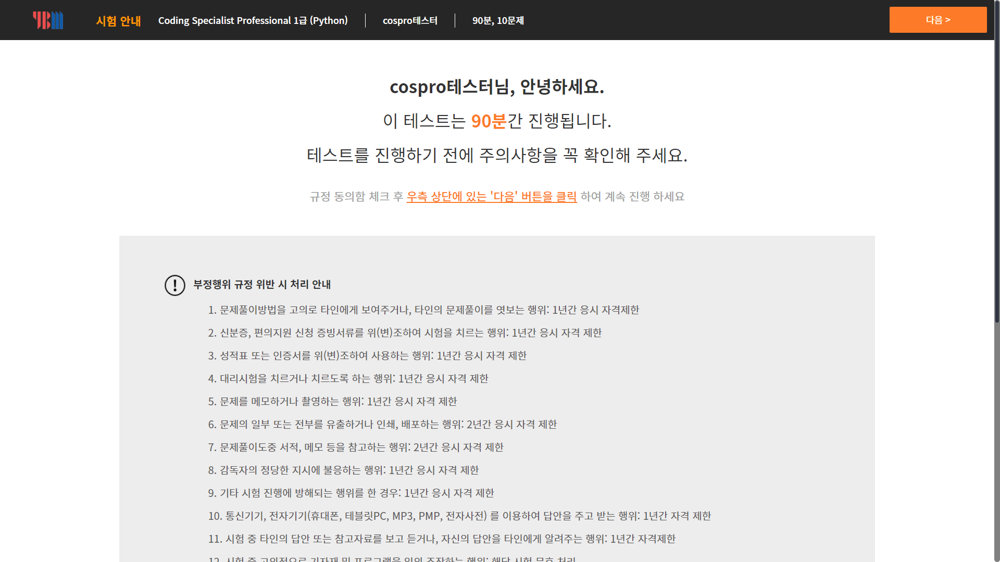 YBM 시험 안내 Coding Specialist Professional 1급 (Python) cospro테스터 90분, 10문제 다음 >
cospro테스터님, 안녕하세요.
이 테스트는 90분간 진행됩니다.
테스트를 진행하기 전에 주의사항을 꼭 확인해 주세요.
규정 동의함 체크 후 우측 상단에 있는 '다음' 버튼을 클릭 하여 계속 진행 하세요
부정행위 규정 위반 시 처리 안내
1. 문제풀이방법을 고의로 타인에게 보여주거나, 타인의 문제풀이를 엿보는 행위: 1년간 응시 자격제한
2. 신분증, 편의지원 신청 증빙서류를 위(변)조하여 시험을 치르는 행위: 1년간 응시 자격 제한
3. 성적표 또는 인증서를 위(변)조하여 사용하는 행위: 1년간 응시 자격 제한
4. 대리시험을 치르거나 치르도록 하는 행위: 1년간 응시 자격 제한
5. 문제를 메모하거나 촬영하는 행위: 1년간 응시 자격 제한
6. 문제의 일부 또는 전부를 유출하거나 인쇄, 배포하는 행위: 2년간 응시 자격 제한
7. 문제풀이도중 서적, 메모 등을 참고하는 행위: 2년간 응시 자격 제한
8. 감독자의 정당한 지시에 불응하는 행위: 1년간 응시 자격 제한
9. 기타 시험 진행에 방해되는 행위를 한 경우: 1년간 응시 자격 제한
10. 통신기기, 전자기기(휴대폰, 테블릿PC, MP3, PMP, 전자사전) 를 이용하여 답안을 주고 받는 행위: 1년간 자격 제한
11. 시험 중 타인의 답안 또는 참고자료를 보고 듣거나, 자신의 답안을 타인에게 알려주는 행위: 1년간 자격제한
12. 시험 중 고의적으로 기자재 및 프로그램을 임의 조작하는 행위: 해당 시험 무효 처리